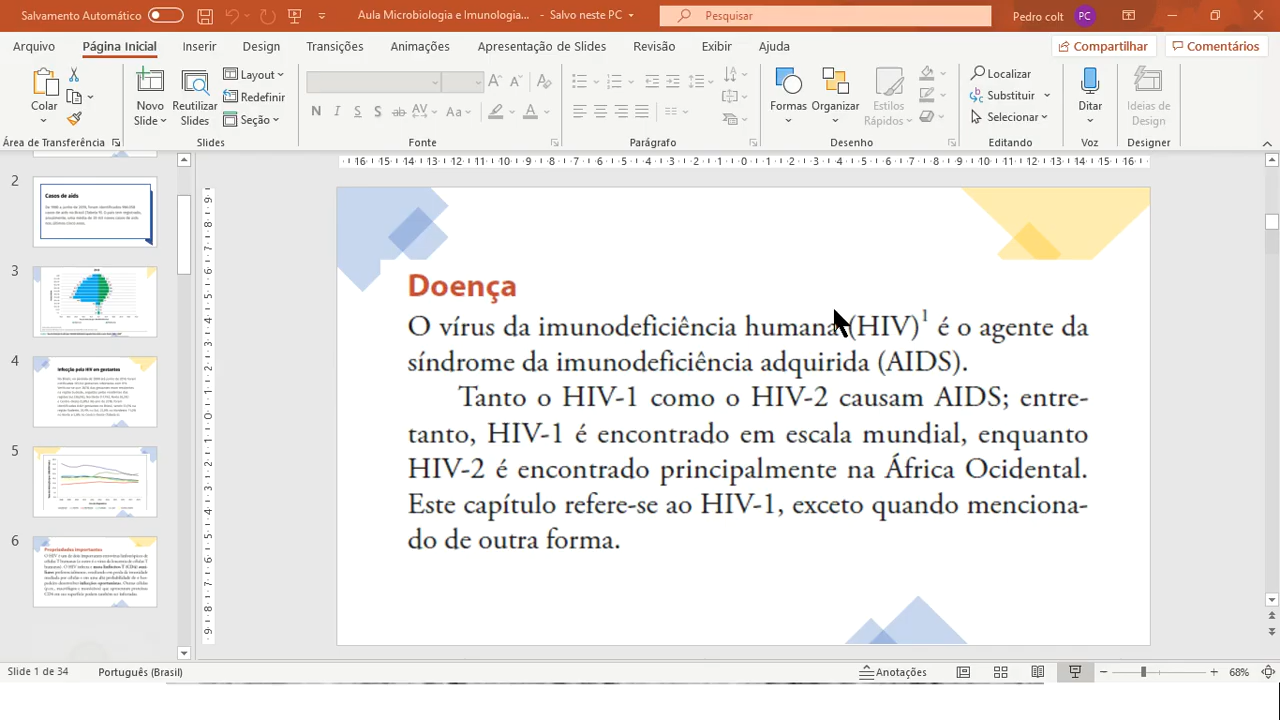 Salvamento Automático
Aula Microbiologia e Imunologia... - Salvo neste PC
Pesquisar
Pedro colt
PC
Arquivo
Página Inicial
Inserir
Design
Transições
Animações
Apresentação de Slides
Revisão
Exibir
Ajuda
Compartilhar
Comentários
Colar
Novo Slide
Reutilizar Slides
Layout
Redefinir
Seção
Formas
Organizar
Estilos Rápidos
Localizar
Substituir
Selecionar
Ditar
Ideias de Design
Área de Transferência
Slides
Fonte
Parágrafo
Desenho
Editando
Voz
Designer
2
Casos de aids
3
4
Infecção pelo HIV em gestantes
5
6
Propriedades importantes
Doença
O vírus da imunodeficiência humana (HIV)¹ é o agente da
síndrome da imunodeficiência adquirida (AIDS).
Tanto o HIV-1 como o HIV-2 causam AIDS; entre-
tanto, HIV-1 é encontrado em escala mundial, enquanto
HIV-2 é encontrado principalmente na África Ocidental.
Este capítulo refere-se ao HIV-1, exceto quando menciona-
do de outra forma.
Slide 1 de 34
Português (Brasil)
Anotações
68%